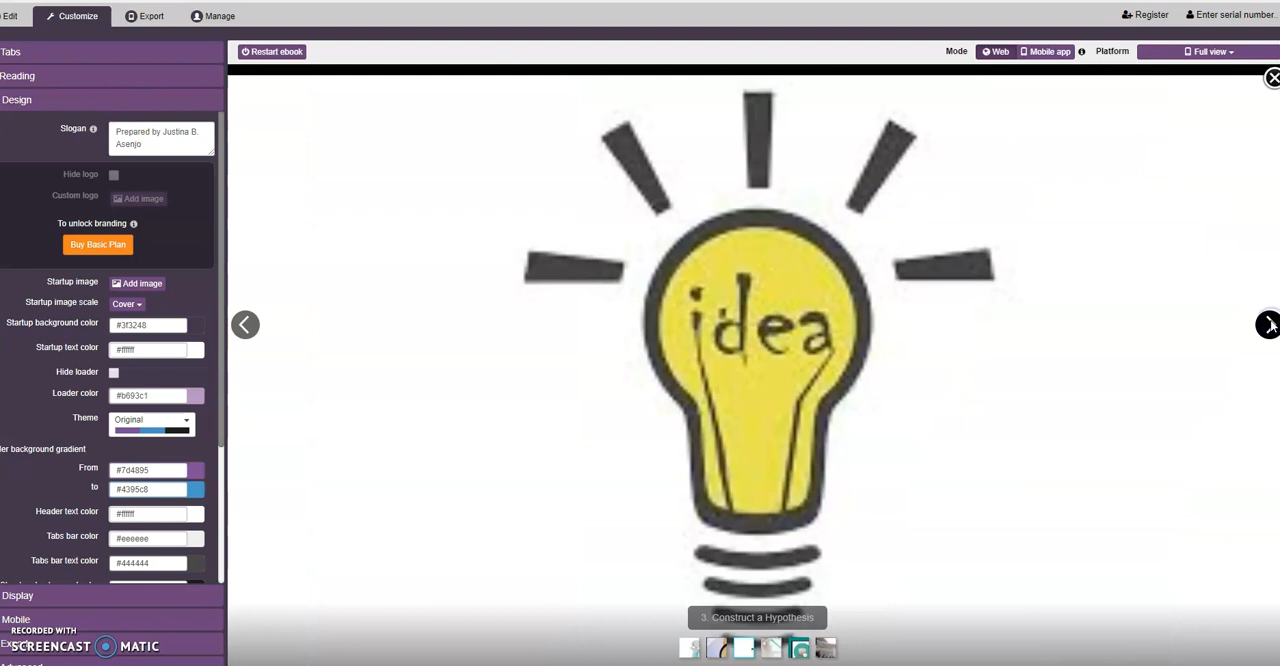 Edit
Customize
Export
Manage
Register
Enter serial number..
Tabs
Restart ebook
Mode
Web
Mobile app
Platform
Full view
Reading
Design
Slogan
Prepared by Justina B.
Asenjo
Hide logo
Custom logo
Add image
To unlock branding
Buy Basic Plan
Startup image
Add image
Startup image scale
Cover
Startup background color
#3f3248
Startup text color
#ffffff
Hide loader
Loader color
#b693c1
Theme
Original
der background gradient
From
#7d4895
to
#4395c8
Header text color
#ffffff
Tabs bar color
#eeeeee
Tabs bar text color
#444444
idea
3. Construct a Hypothesis
Display
Mobile
RECORDED WITH
SCREENCAST MATIC